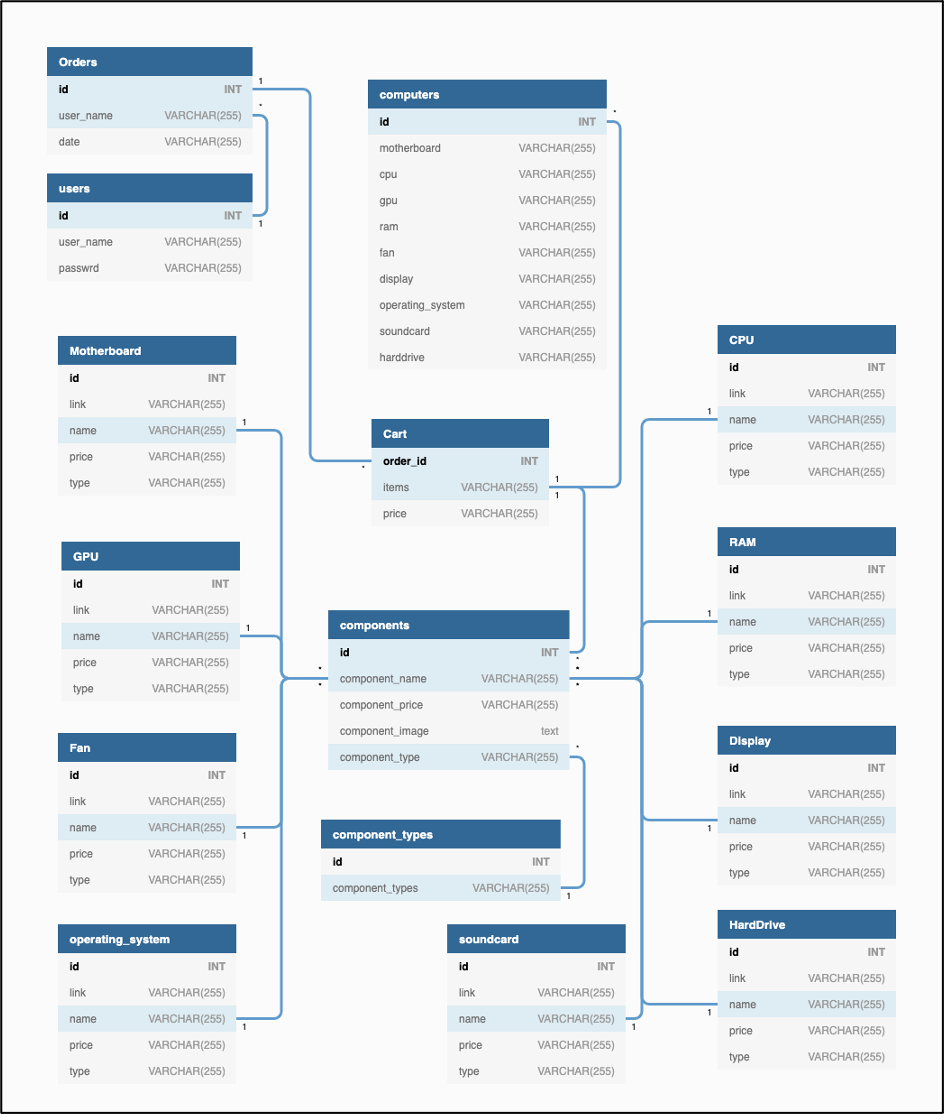 Orders
id INT
user_name VARCHAR(255)
date VARCHAR(255)
1
*
users
id INT
user_name VARCHAR(255)
passwrd VARCHAR(255)
1
computers
id INT
motherboard VARCHAR(255)
cpu VARCHAR(255)
gpu VARCHAR(255)
ram VARCHAR(255)
fan VARCHAR(255)
display VARCHAR(255)
operating_system VARCHAR(255)
soundcard VARCHAR(255)
harddrive VARCHAR(255)
*
Motherboard
id INT
link VARCHAR(255)
name VARCHAR(255)
price VARCHAR(255)
type VARCHAR(255)
1
Cart
order_id INT
items VARCHAR(255)
price VARCHAR(255)
*
1
1
CPU
id INT
link VARCHAR(255)
name VARCHAR(255)
price VARCHAR(255)
type VARCHAR(255)
1
GPU
id INT
link VARCHAR(255)
name VARCHAR(255)
price VARCHAR(255)
type VARCHAR(255)
1
components
id INT
component_name VARCHAR(255)
component_price VARCHAR(255)
component_image text
component_type VARCHAR(255)
*
*
*
*
*
*
RAM
id INT
link VARCHAR(255)
name VARCHAR(255)
price VARCHAR(255)
type VARCHAR(255)
1
Fan
id INT
link VARCHAR(255)
name VARCHAR(255)
price VARCHAR(255)
type VARCHAR(255)
1
component_types
id INT
component_types VARCHAR(255)
1
Display
id INT
link VARCHAR(255)
name VARCHAR(255)
price VARCHAR(255)
type VARCHAR(255)
1
operating_system
id INT
link VARCHAR(255)
name VARCHAR(255)
price VARCHAR(255)
type VARCHAR(255)
1
soundcard
id INT
link VARCHAR(255)
name VARCHAR(255)
price VARCHAR(255)
type VARCHAR(255)
1
HardDrive
id INT
link VARCHAR(255)
name VARCHAR(255)
price VARCHAR(255)
type VARCHAR(255)
1